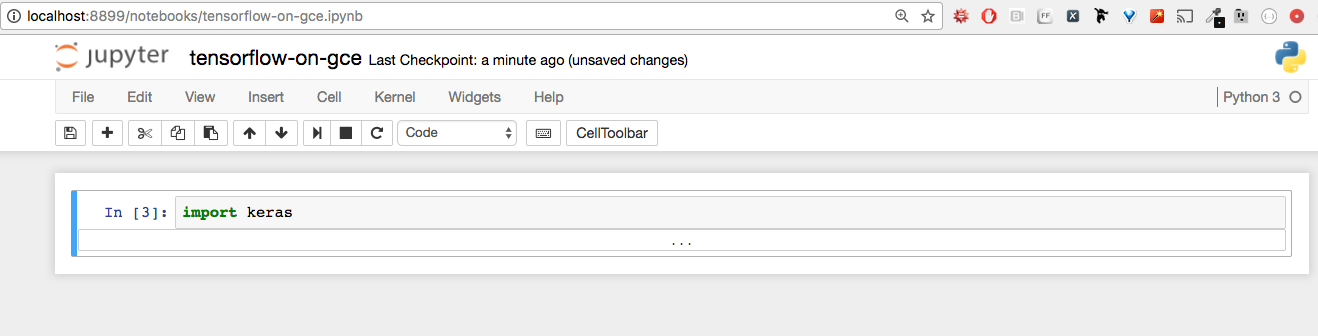 localhost:8899/notebooks/tensorflow-on-gce.ipynb
FF
jupyter tensorflow-on-gce Last Checkpoint: a minute ago (unsaved changes)
File Edit View Insert Cell Kernel Widgets Help Python 3
Code CellToolbar
In [3]: import keras
...